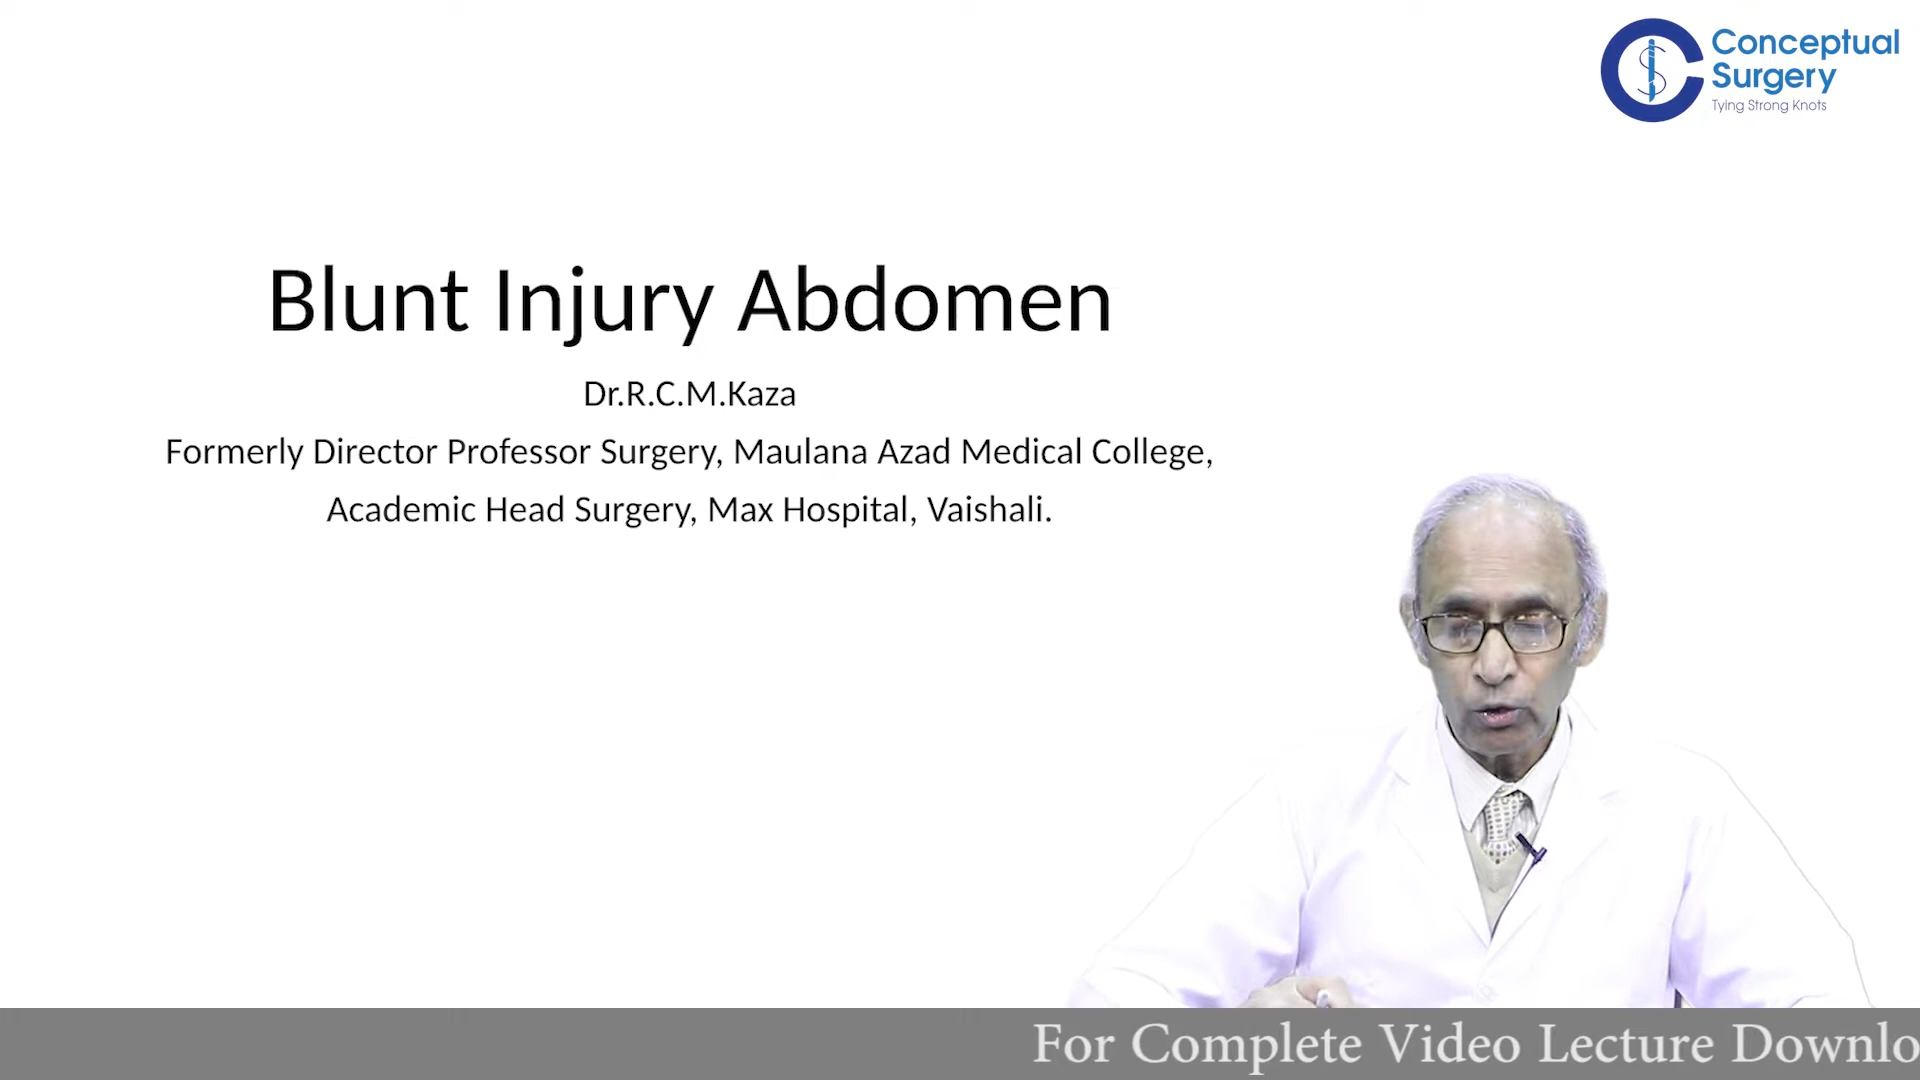 Conceptual
Surgery
Tying Strong Knots
Blunt Injury Abdomen
Dr.R.C.M.Kaza
Formerly Director Professor Surgery, Maulana Azad Medical College,
Academic Head Surgery, Max Hospital, Vaishali.
For Complete Video Lecture Downlo